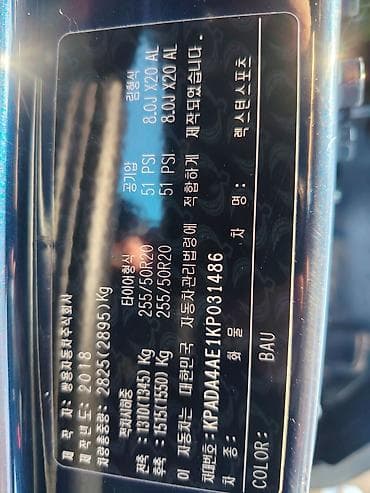 제 작 자: 쌍용자동차주식회사
제작년도: 2018
차량총중량: 2825(2895)Kg
적차시하중 타이어형식 공기압 림형식
전축: 1310(1345) Kg 255/50R20 51 PSI 8.0J X20 AL
후축: 1515(1550) Kg 255/50R20 51 PSI 8.0J X20 AL
이 자동차는 대한민국 자동차관리법령에 적합하게 제작되었습니다.
차대번호: KPADA4AE1KP031486
차 종: 화 물 차 명: 렉스턴스포츠
COLOR: BAU